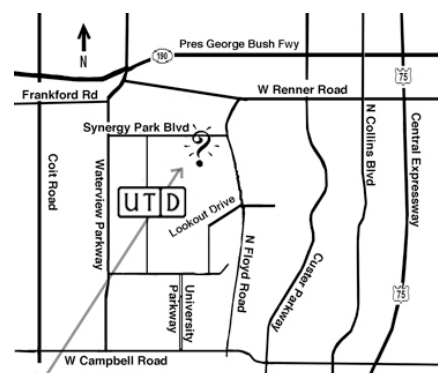 Pres George Bush Fwy
190
N
75
Frankford Rd
W Renner Road
Synergy Park Blvd
?
N Collins Blvd
Central Expressway
Coit Road
Waterview Parkway
UTD
Lookout Drive
N Floyd Road
Custer Parkway
University
Parkway
75
W Campbell Road